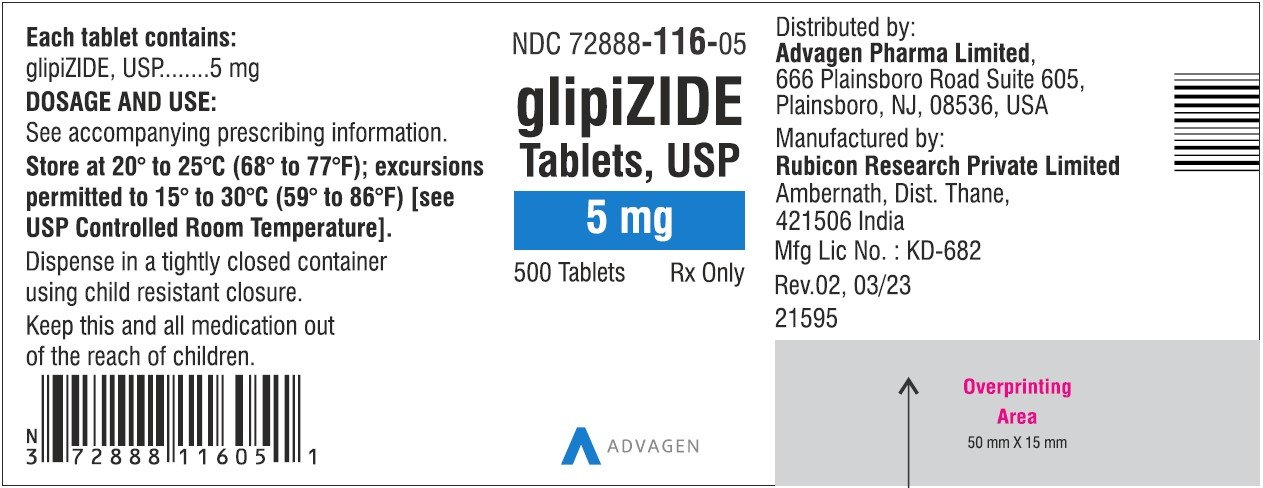 Each tablet contains:
glipiZIDE, USP........5 mg
DOSAGE AND USE:
See accompanying prescribing information.
Store at 20° to 25°C (68° to 77°F); excursions
permitted to 15° to 30°C (59° to 86°F) [see
USP Controlled Room Temperature].
Dispense in a tightly closed container
using child resistant closure.
Keep this and all medication out
of the reach of children.
N
3 72888 11605 1
NDC 72888-116-05
glipiZIDE
Tablets, USP
5 mg
500 Tablets Rx Only
ADVAGEN
Distributed by:
Advagen Pharma Limited,
666 Plainsboro Road Suite 605,
Plainsboro, NJ, 08536, USA
Manufactured by:
Rubicon Research Private Limited
Ambernath, Dist. Thane,
421506 India
Mfg Lic No. : KD-682
Rev.02, 03/23
21595
Overprinting
Area
50 mm X 15 mm